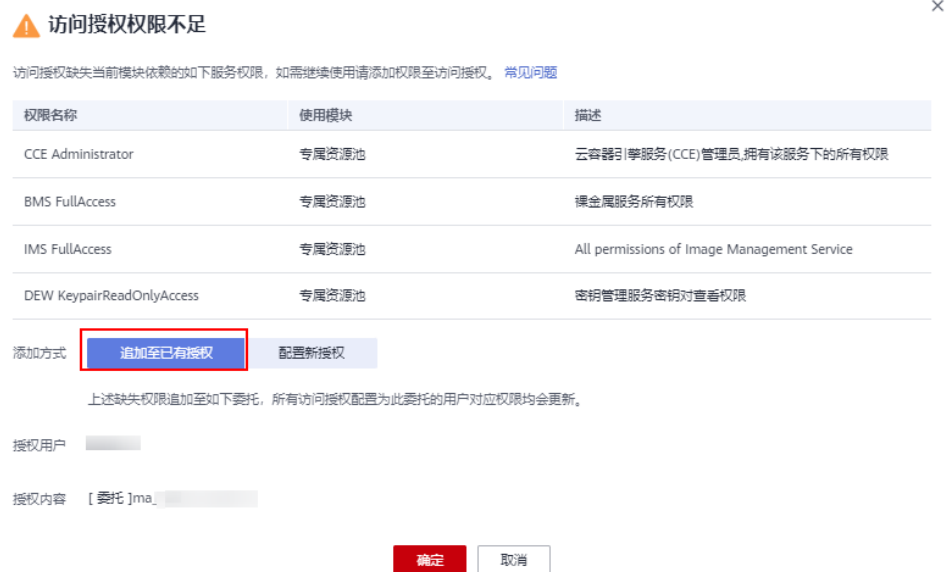 访问授权权限不足
访问授权缺失当前模块依赖的如下服务权限，如需继续使用请添加权限至访问授权。 常见问题
权限名称 使用模块 描述
CCE Administrator 专属资源池 云容器引擎服务(CCE)管理员,拥有该服务下的所有权限
BMS FullAccess 专属资源池 裸金属服务所有权限
IMS FullAccess 专属资源池 All permissions of Image Management Service
DEW KeypairReadOnlyAccess 专属资源池 密钥管理服务密钥对查看权限
添加方式 追加至已有授权 配置新授权
上述缺失权限追加至如下委托，所有访问授权配置为此委托的用户对应权限均会更新。
授权用户
授权内容 [ 委托 ]ma_
确定 取消